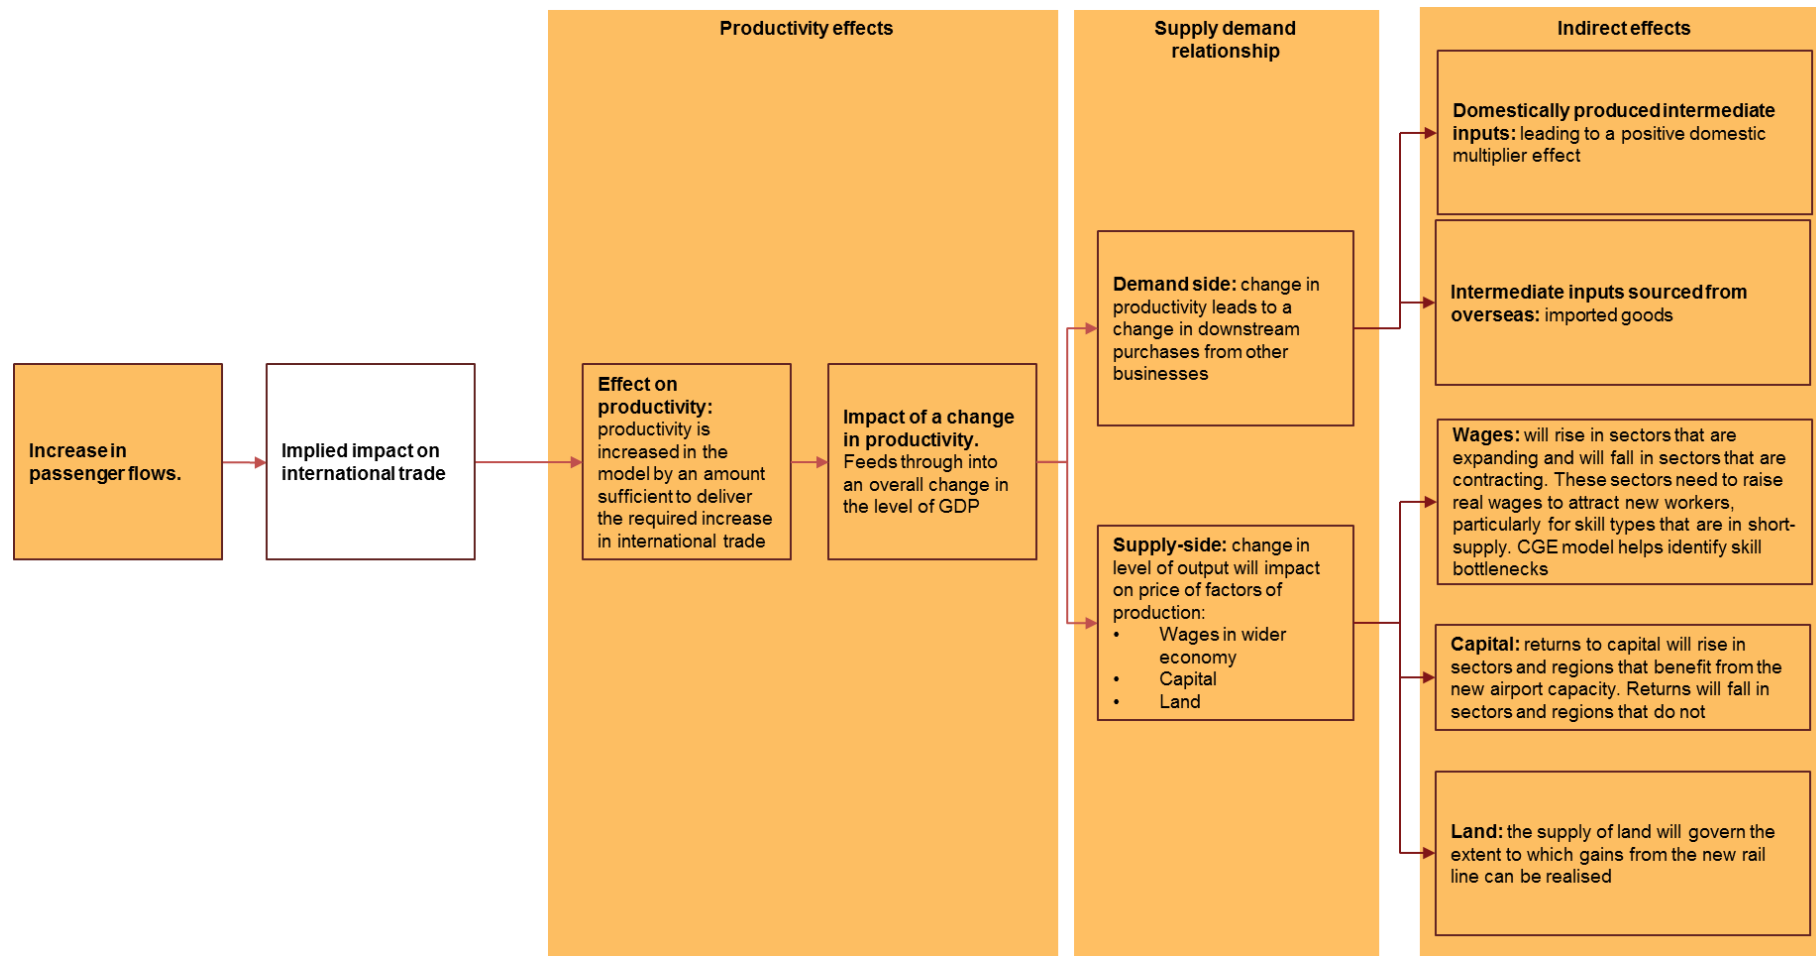 Productivity effects
Supply demand
relationship
Indirect effects
Increase in
passenger flows.
Implied impact on
international trade
Effect on
productivity:
productivity is
increased in the
model by an amount
sufficient to deliver
the required increase
in international trade
Impact of a change
in productivity.
Feeds through into
an overall change in
the level of GDP
Demand side: change in
productivity leads to a
change in downstream
purchases from other
businesses
Supply-side: change in
level of output will impact
on price of factors of
production:
• Wages in wider
economy
• Capital
• Land
Domestically produced intermediate
inputs: leading to a positive domestic
multiplier effect
Intermediate inputs sourced from
overseas: imported goods
Wages: will rise in sectors that are
expanding and will fall in sectors that are
contracting. These sectors need to raise
real wages to attract new workers,
particularly for skill types that are in short-
supply. CGE model helps identify skill
bottlenecks
Capital: returns to capital will rise in
sectors and regions that benefit from the
new airport capacity. Returns will fall in
sectors and regions that do not
Land: the supply of land will govern the
extent to which gains from the new rail
line can be realised